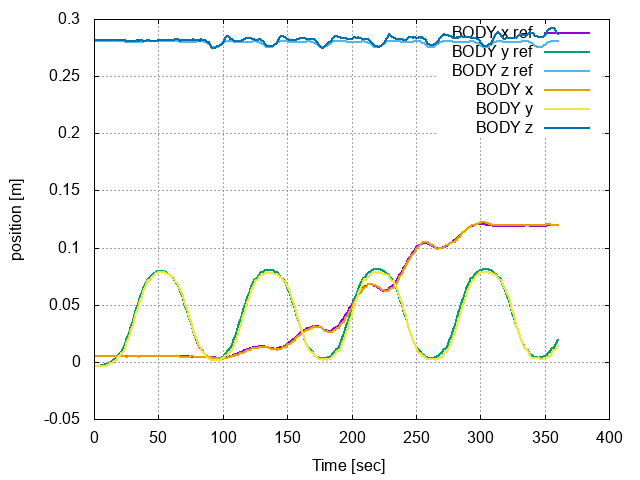 0.3
0.25
0.2
0.15
0.1
0.05
0
-0.05
position [m]
BODY x ref
BODY y ref
BODY z ref
BODY x
BODY y
BODY z
0 50 100 150 200 250 300 350 400
Time [sec]